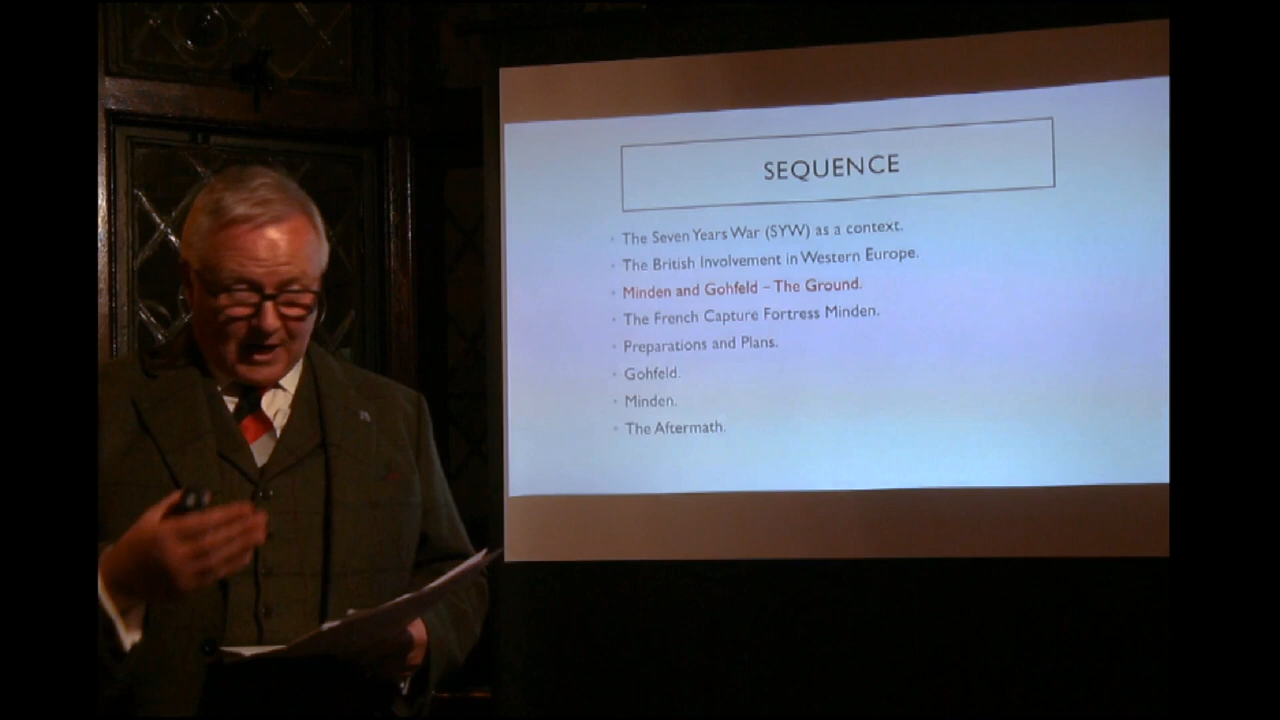 SEQUENCE
The Seven Years War (SYW) as a context.
The British Involvement in Western Europe.
Minden and Gohfeld – The Ground.
The French Capture Fortress Minden.
Preparations and Plans.
Gohfeld.
Minden.
The Aftermath.